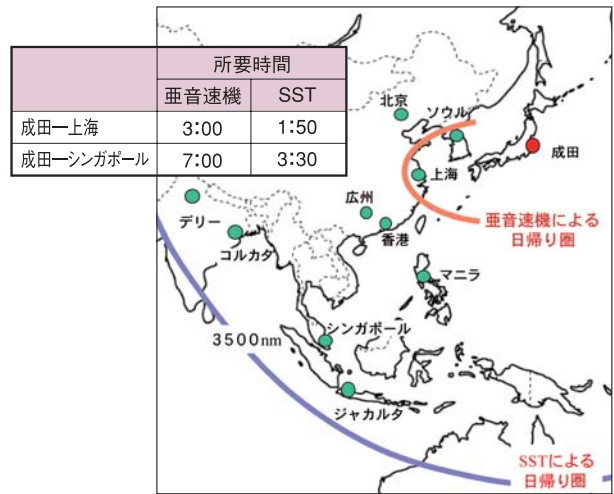 所要時間
亜音速機 SST
成田ー上海 3:00 1:50
成田ーシンガポール 7:00 3:30
北京
ソウル
成田
上海
広州
香港
亜音速機による
日帰り圏
デリー
コルカタ
マニラ
シンガポール
3500nm
ジャカルタ
SSTによる
日帰り圏